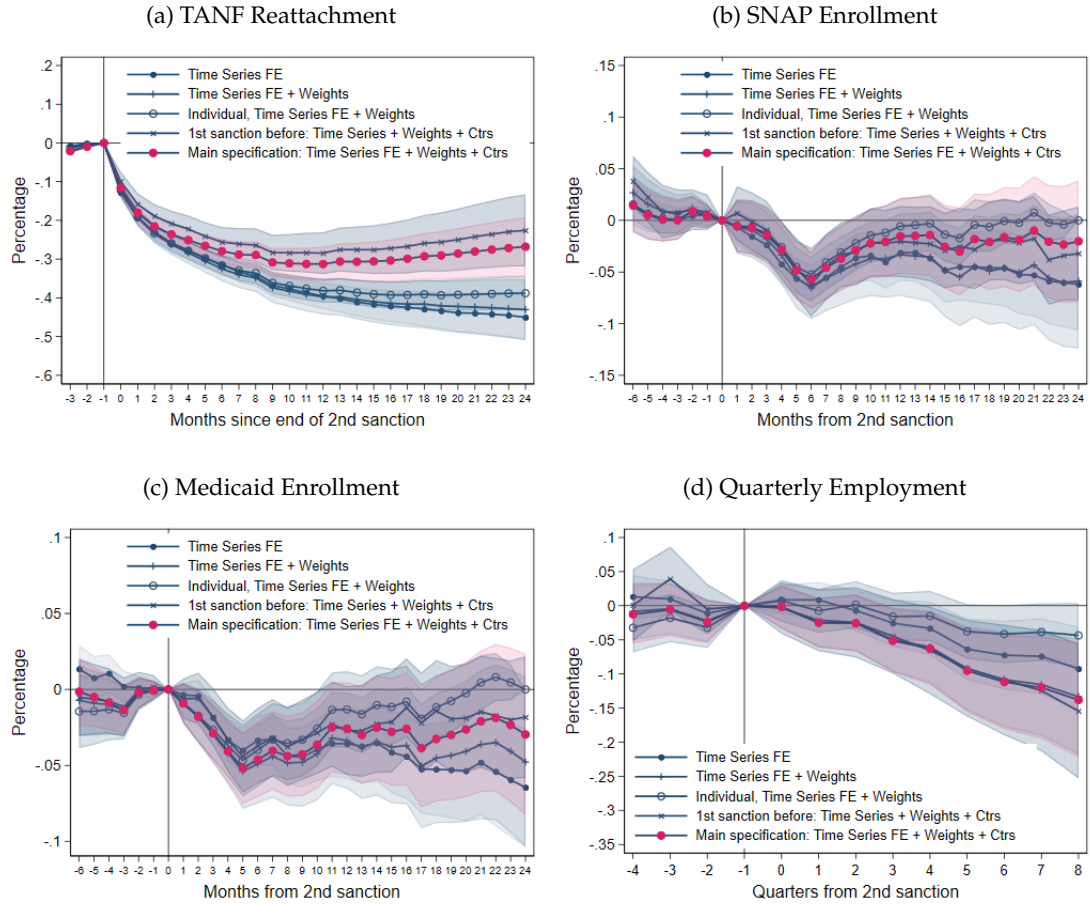 (a) TANF Reattachment
.2
.1
0
-.1
-.2
-.3
-.4
-.5
-.6
Percentage
Time Series FE
Time Series FE + Weights
Individual, Time Series FE + Weights
1st sanction before: Time Series + Weights + Ctrs
Main specification: Time Series FE + Weights + Ctrs
-3 -2 -1 0 1 2 3 4 5 6 7 8 9 10 11 12 13 14 15 16 17 18 19 20 21 22 23 24
Months since end of 2nd sanction
(b) SNAP Enrollment
.15
.1
.05
0
-.05
-.1
-.15
Percentage
Time Series FE
Time Series FE + Weights
Individual, Time Series FE + Weights
1st sanction before: Time Series + Weights + Ctrs
Main specification: Time Series FE + Weights + Ctrs
-6 -5 -4 -3 -2 -1 0 1 2 3 4 5 6 7 8 9 10 11 12 13 14 15 16 17 18 19 20 21 22 23 24
Months from 2nd sanction
(c) Medicaid Enrollment
.1
.05
0
-.05
-.1
Percentage
Time Series FE
Time Series FE + Weights
Individual, Time Series FE + Weights
1st sanction before: Time Series + Weights + Ctrs
Main specification: Time Series FE + Weights + Ctrs
-6 -5 -4 -3 -2 -1 0 1 2 3 4 5 6 7 8 9 10 11 12 13 14 15 16 17 18 19 20 21 22 23 24
Months from 2nd sanction
(d) Quarterly Employment
.1
.05
0
-.05
-.1
-.15
-.2
-.25
-.3
-.35
Percentage
Time Series FE
Time Series FE + Weights
Individual, Time Series FE + Weights
1st sanction before: Time Series + Weights + Ctrs
Main specification: Time Series FE + Weights + Ctrs
-4 -3 -2 -1 0 1 2 3 4 5 6 7 8
Quarters from 2nd sanction